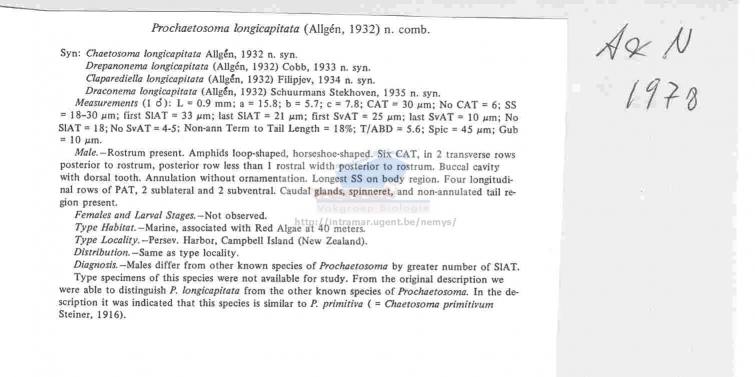 Prochaetosoma longicapitata (Allgén, 1932) n. comb.
Syn: Chaetosoma longicapitata Allgén, 1932 n. syn.
Drepanonema longicapitata (Allgén, 1932) Cobb, 1933 n. syn.
Claparediella longicapitata (Allgén, 1932) Filipjev, 1934 n. syn.
Draconema longicapitata (Allgén, 1932) Schuurmans Stekhoven, 1935 n. syn.
Measurements (1 ♂): L = 0.9 mm; a = 15.8; b = 5.7; c = 7.8; CAT = 30 μm; No CAT = 6; SS
= 18–30 μm; first SlAT = 33 μm; last SlAT = 21 μm; first SvAT = 25 μm; last SvAT = 10 μm; No
SlAT = 18; No SvAT = 4-5; Non-ann Term to Tail Length = 18%; T/ABD = 5.6; Spic = 45 μm; Gub
= 10 μm.
Male.—Rostrum present. Amphids loop-shaped, horseshoe-shaped. Six CAT, in 2 transverse rows
posterior to rostrum, posterior row less than 1 rostral width posterior to rostrum. Buccal cavity
with dorsal tooth. Annulation without ornamentation. Longest SS on body region. Four longitudi-
nal rows of PAT, 2 sublateral and 2 subventral. Caudal glands, spinneret, and non-annulated tail re-
gion present.
Vakgroep Biologie
Females and Larval Stages.—Not observed.
http://intramar.ugent.be/nemys/
Type Habitat.—Marine, associated with Red Algae at 40 meters.
Type Locality.—Persev. Harbor, Campbell Island (New Zealand).
Distribution.—Same as type locality.
Diagnosis.—Males differ from other known species of Prochaetosoma by greater number of SlAT.
Type specimens of this species were not available for study. From the original description we
were able to distinguish P. longicapitata from the other known species of Prochaetosoma. In the de-
scription it was indicated that this species is similar to P. primitiva ( = Chaetosoma primitivum
Steiner, 1916).
A&N
1978